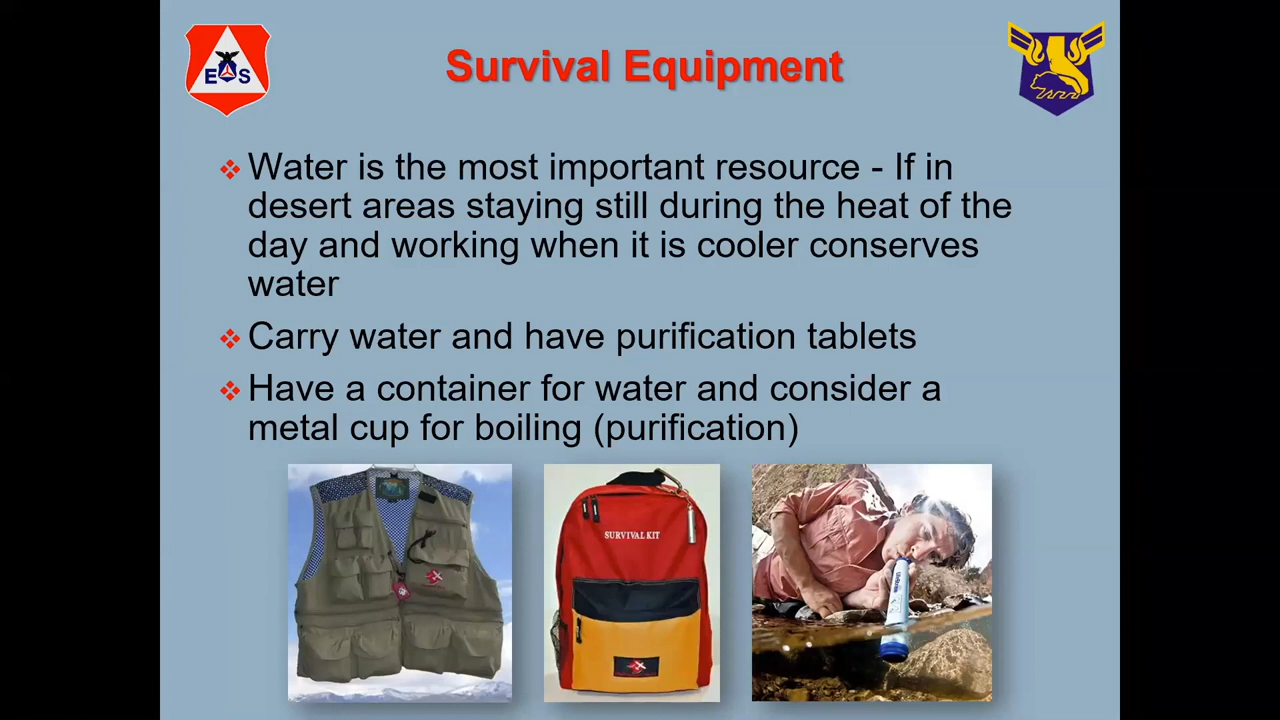 E S
Survival Equipment
Water is the most important resource - If in
desert areas staying still during the heat of the
day and working when it is cooler conserves
water
Carry water and have purification tablets
Have a container for water and consider a
metal cup for boiling (purification)
SURVIVAL KIT